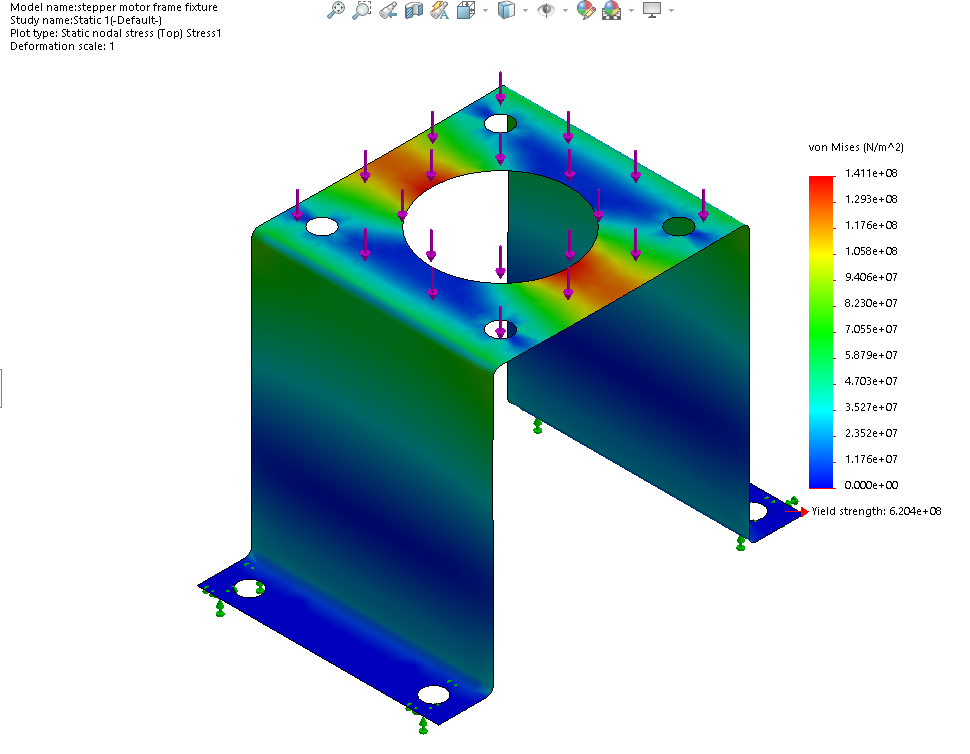 Model name:stepper motor frame fixture
Study name:Static 1(-Default-)
Plot type: Static nodal stress (Top) Stress1
Deformation scale: 1
von Mises (N/m^2)
1.411e+08
1.293e+08
1.176e+08
1.058e+08
9.406e+07
8.230e+07
7.055e+07
5.879e+07
4.703e+07
3.527e+07
2.352e+07
1.176e+07
0.000e+00
Yield strength: 6.204e+08